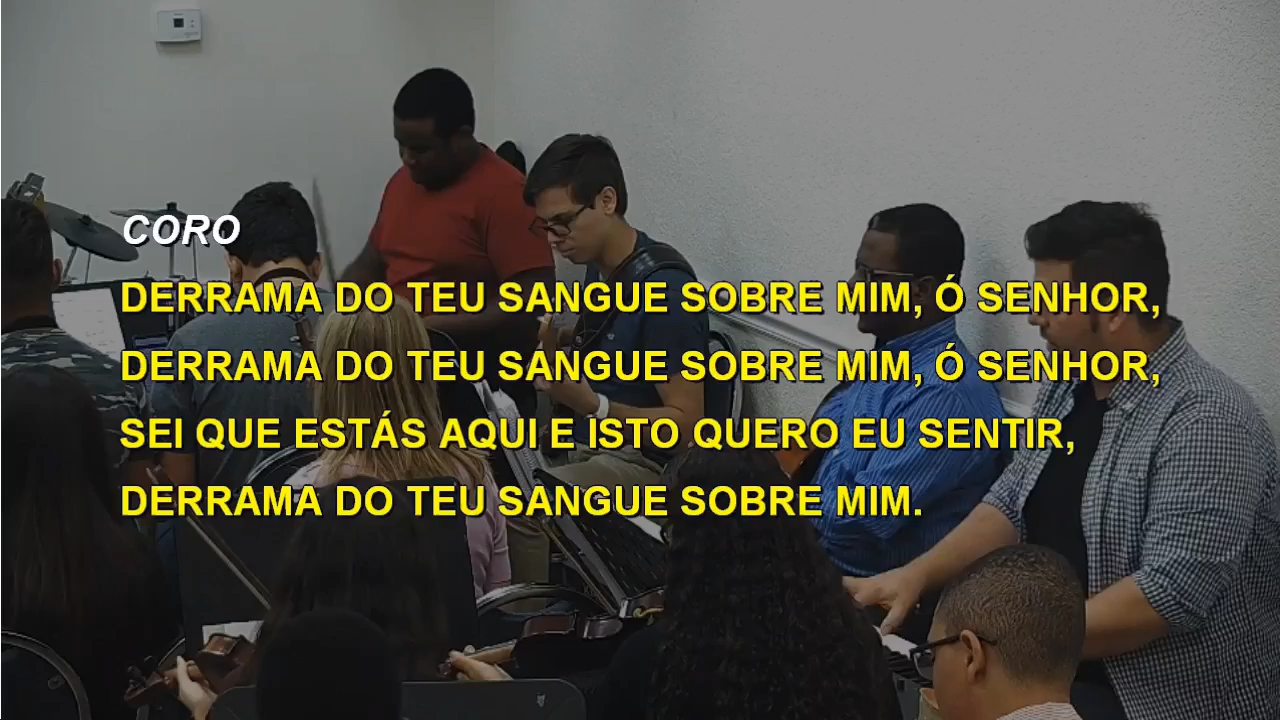 CORO
DERRAMA DO TEU SANGUE SOBRE MIM, Ó SENHOR,
DERRAMA DO TEU SANGUE SOBRE MIM, Ó SENHOR,
SEI QUE ESTÁS AQUI E ISTO QUERO EU SENTIR,
DERRAMA DO TEU SANGUE SOBRE MIM.